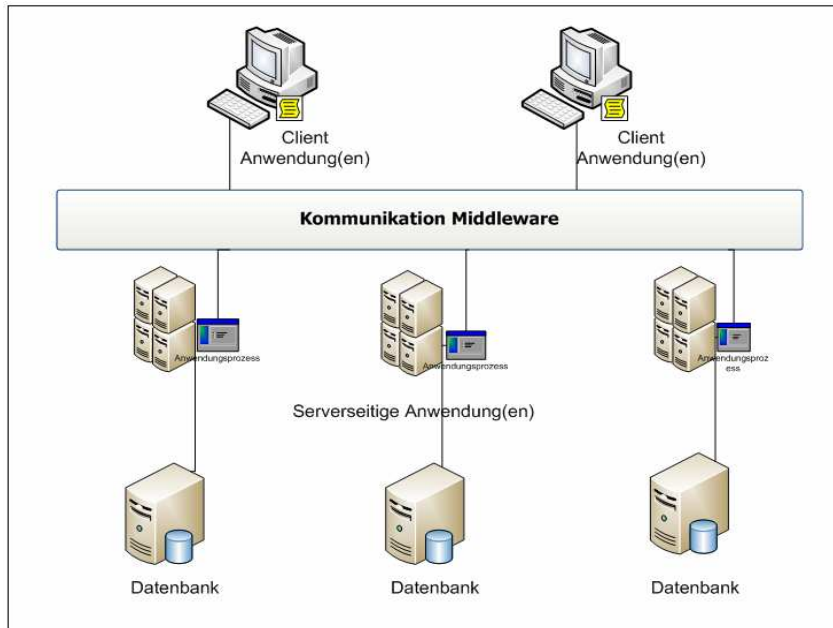 Client
Anwendung(en)
Client
Anwendung(en)
Kommunikation Middleware
Anwendungsprozess
Anwendungsprozess
Anwendungsproz
ess
Serverseitige Anwendung(en)
Datenbank
Datenbank
Datenbank